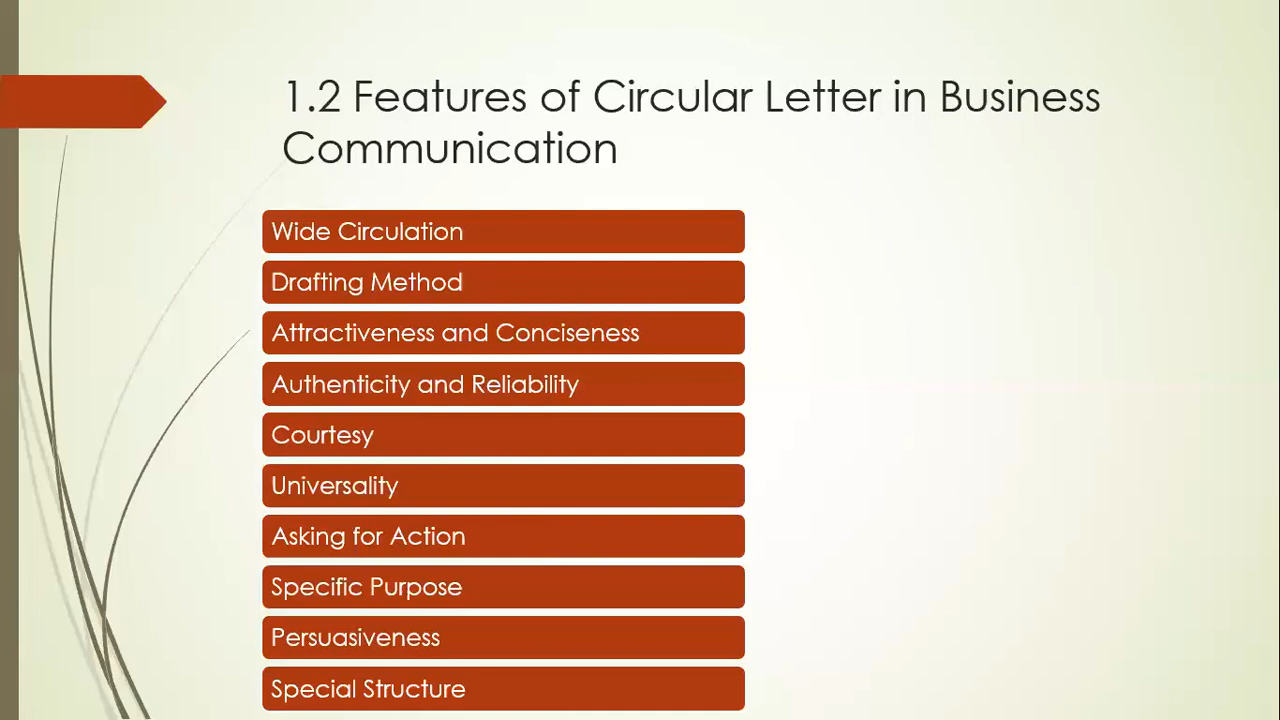 1.2 Features of Circular Letter in Business
Communication
Wide Circulation
Drafting Method
Attractiveness and Conciseness
Authenticity and Reliability
Courtesy
Universality
Asking for Action
Specific Purpose
Persuasiveness
Special Structure